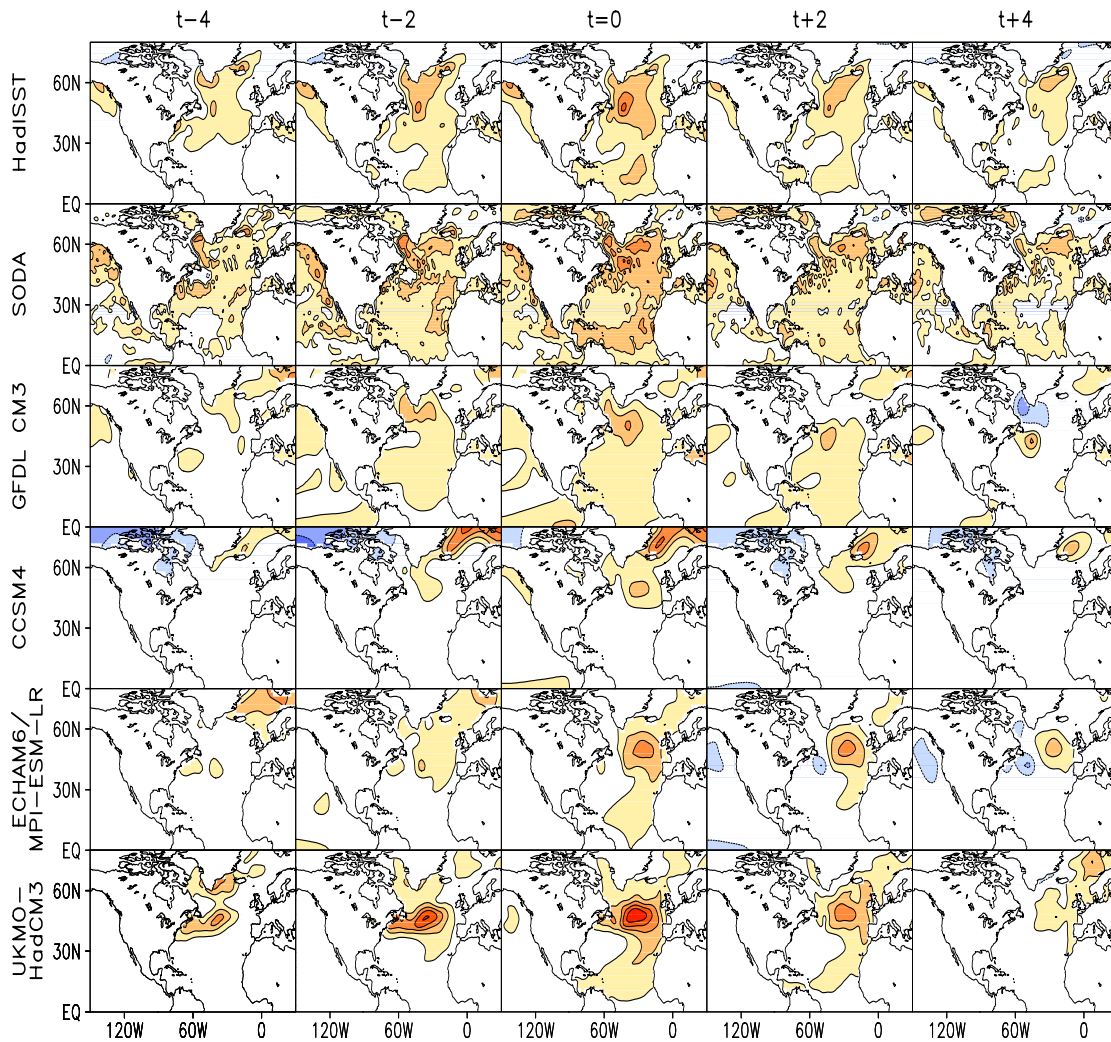 t−4 t−2 t=0 t+2 t+4
HadISST
60N
30N
EQ
SODA
60N
30N
EQ
GFDL CM3
60N
30N
EQ
CCSM4
60N
30N
EQ
ECHAM6/
MPI−ESM−LR
60N
30N
EQ
UKMO−
HadCM3
60N
30N
EQ
120W 60W 0 120W 60W 0 120W 60W 0 120W 60W 0 120W 60W 0